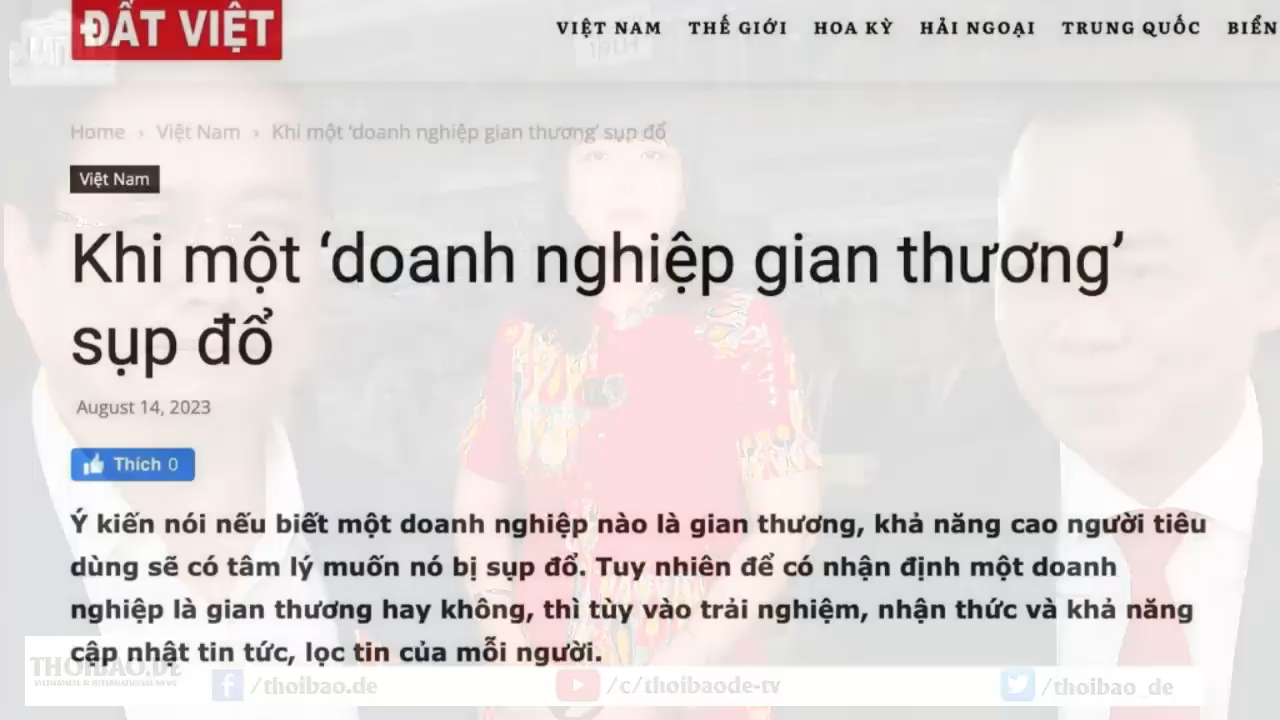 ĐẤT VIỆT
VIỆT NAM THẾ GIỚI HOA KỲ HẢI NGOẠI TRUNG QUỐC BIỂN
Home › Việt Nam › Khi một ‘doanh nghiệp gian thương’ sụp đổ
Việt Nam
Khi một ‘doanh nghiệp gian thương’
sụp đổ
August 14, 2023
Thích 0
Ý kiến nói nếu biết một doanh nghiệp nào là gian thương, khả năng cao người tiêu
dùng sẽ có tâm lý muốn nó bị sụp đổ. Tuy nhiên để có nhận định một doanh
nghiệp là gian thương hay không, thì tùy vào trải nghiệm, nhận thức và khả năng
cập nhật tin tức, lọc tin của mỗi người.
THOIBAO.DE
VIETNAMESE & INTERNATIONAL NEWS
/thoibao.de /c/thoibaode-tv /thoibao_de